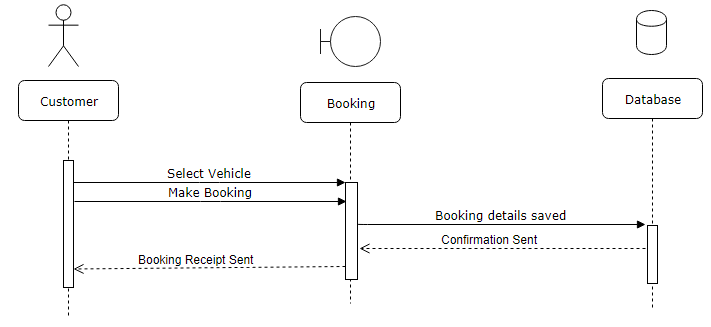 Customer
Booking
Database
Select Vehicle
Make Booking
Booking details saved
Confirmation Sent
Booking Receipt Sent